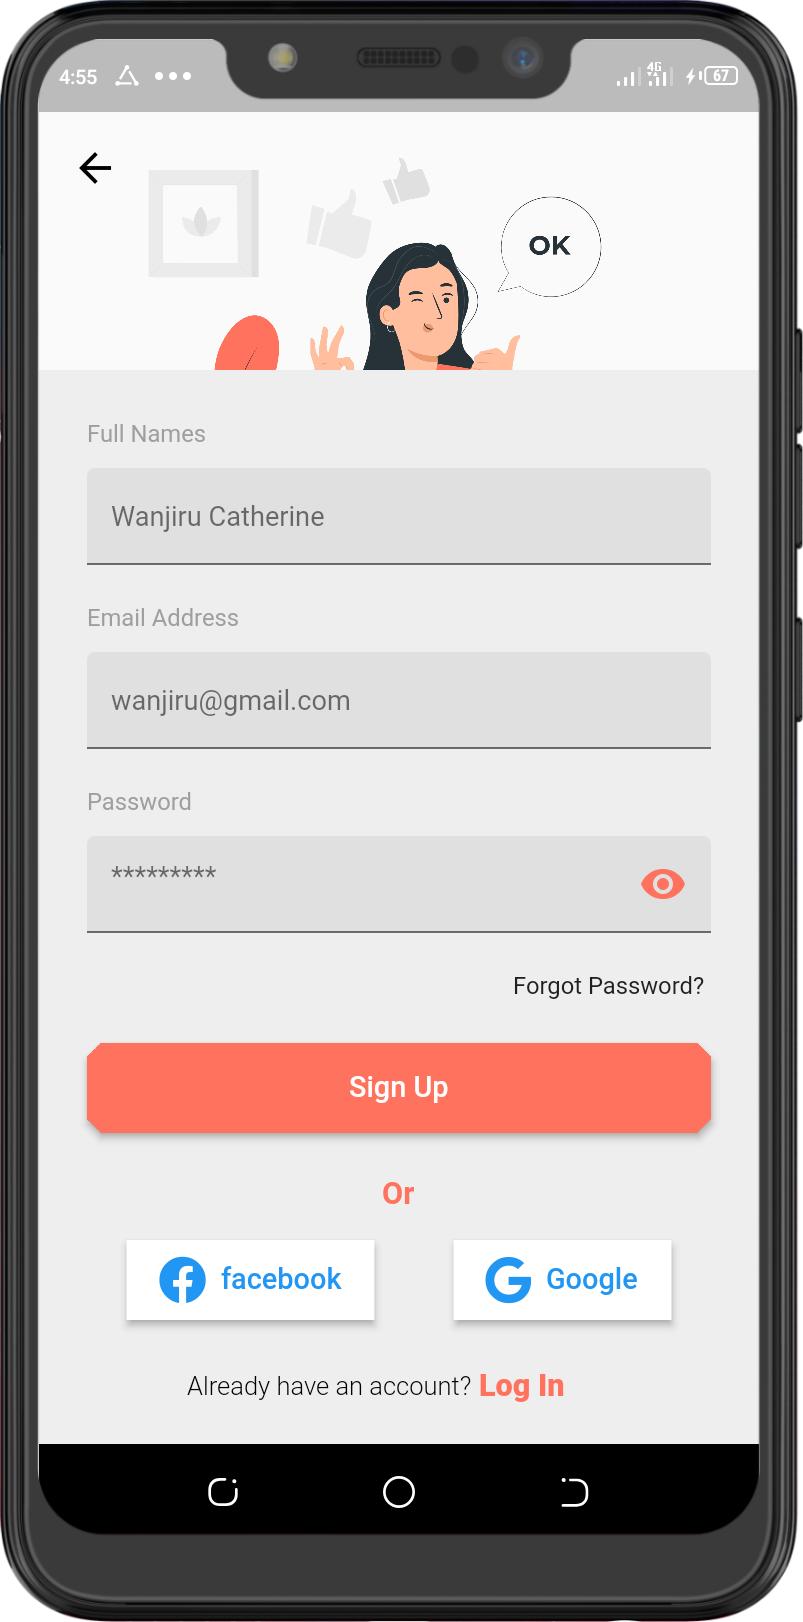 4:55
4G
67
OK
Full Names
Wanjiru Catherine
Email Address
wanjiru@gmail.com
Password
*********
Forgot Password?
Sign Up
Or
facebook
Google
Already have an account? Log In